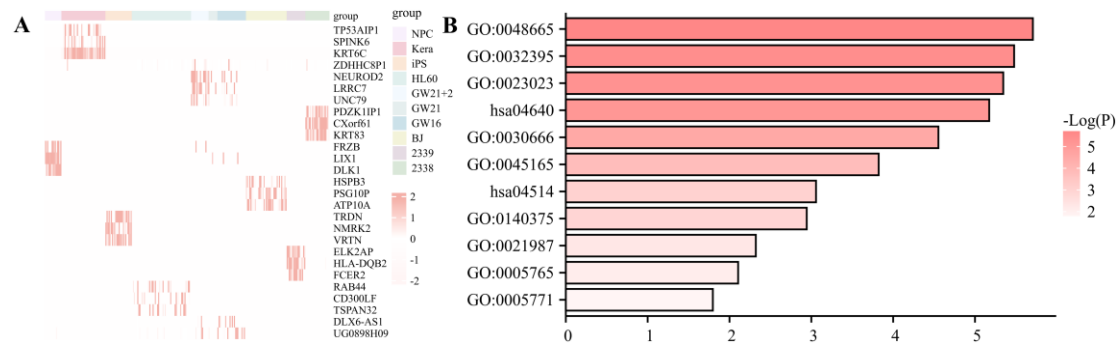 A
group
TP53AIP1
SPINK6
KRT6C
ZDHHC8P1
NEUROD2
LRRC7
UNC79
PDZK1IP1
CXorf61
KRT83
FRZB
LIX1
DLK1
HSPB3
PSG10P
ATP10A
TRDN
NMRK2
VRTN
ELK2AP
HLA-DQB2
FCER2
RAB44
CD300LF
TSPAN32
DLX6-AS1
UG0898H09
group
NPC
Kera
iPS
HL60
GW21+2
GW21
GW16
BJ
2339
2338
2
1
0
-1
-2
B
GO:0048665
GO:0032395
GO:0023023
hsa04640
GO:0030666
GO:0045165
hsa04514
GO:0140375
GO:0021987
GO:0005765
GO:0005771
0 1 2 3 4 5
-Log(P)
5
4
3
2